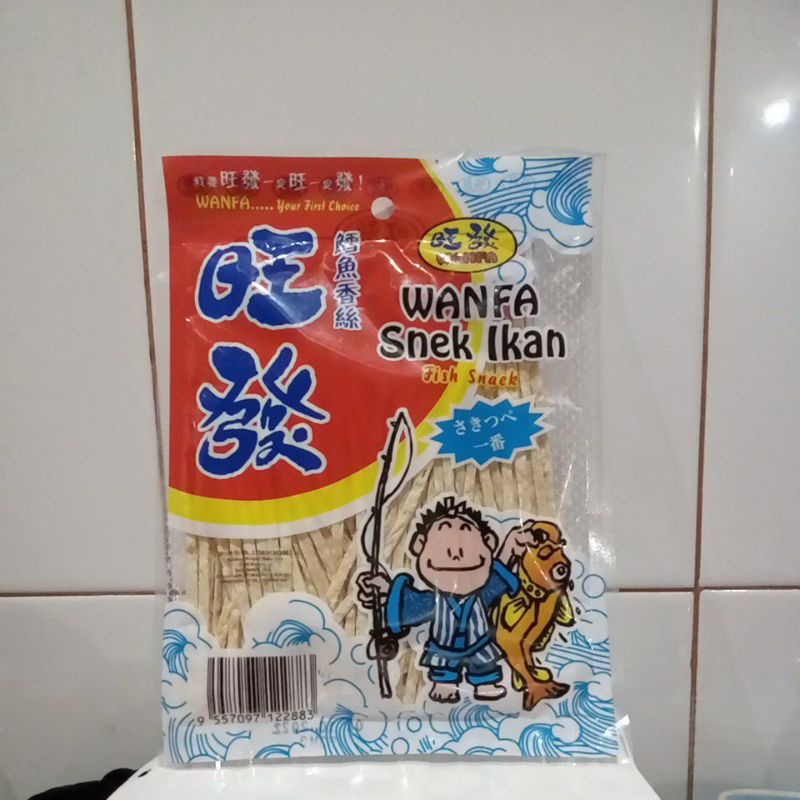 我要旺發一定旺一定發！
WANFA..... Your First Choice
旺發
鱈魚香絲
旺發
WANFA
WANFA
Snek Ikan
Fish Snack
さきつぺ
一番
9 557097 122883